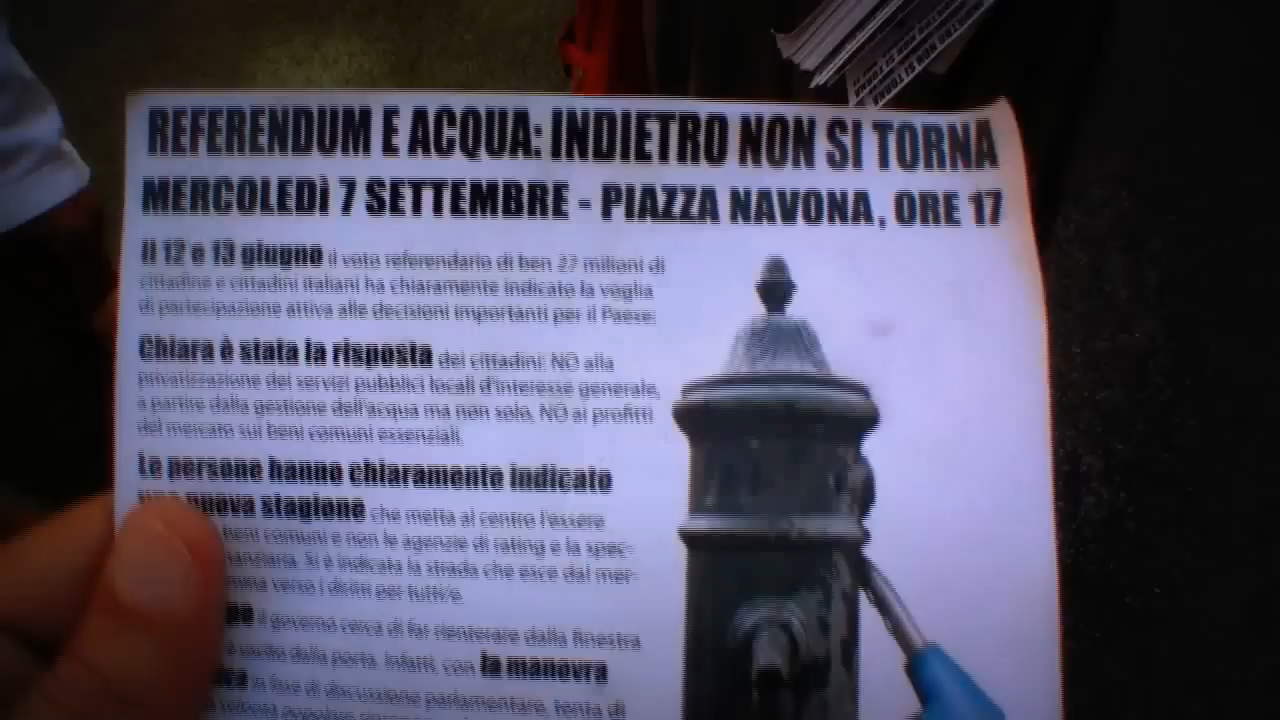 REFERENDUM E ACQUA: INDIETRO NON SI TORNA
MERCOLEDÌ 7 SETTEMBRE - PIAZZA NAVONA, ORE 17
Il 12 e 13 giugno il voto referendario di ben 27 milioni di
cittadine e cittadini italiani ha chiaramente indicato la voglia
di partecipazione attiva alle decisioni importanti per il Paese.
Chiara è stata la risposta dei cittadini: NO alla
privatizzazione dei servizi pubblici locali d'interesse generale,
a partire dalla gestione dell'acqua ma non solo, NO ai profitti
del mercato sui beni comuni essenziali.
Le persone hanno chiaramente indicato
una nuova stagione che metta al centro l'essere
beni comuni e non le agenzie di rating e la spec-
Si è indicata la strada che esce dal mer-
verso i diritti per tutti/e.
il governo cerca di far rientrare dalla finestra
dalla porta. Infatti, con la manovra
in fase di discussione parlamentare, tenta di